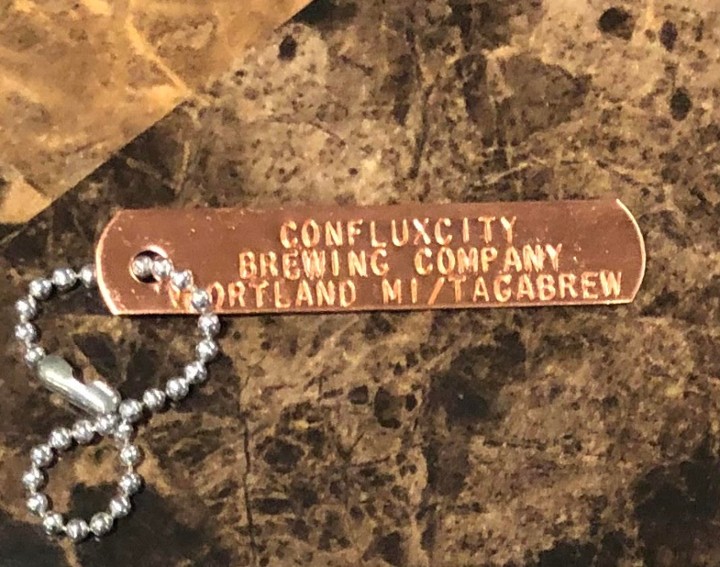 CONFLUXCITY
BREWING COMPANY
PORTLAND MI/TAGABREW